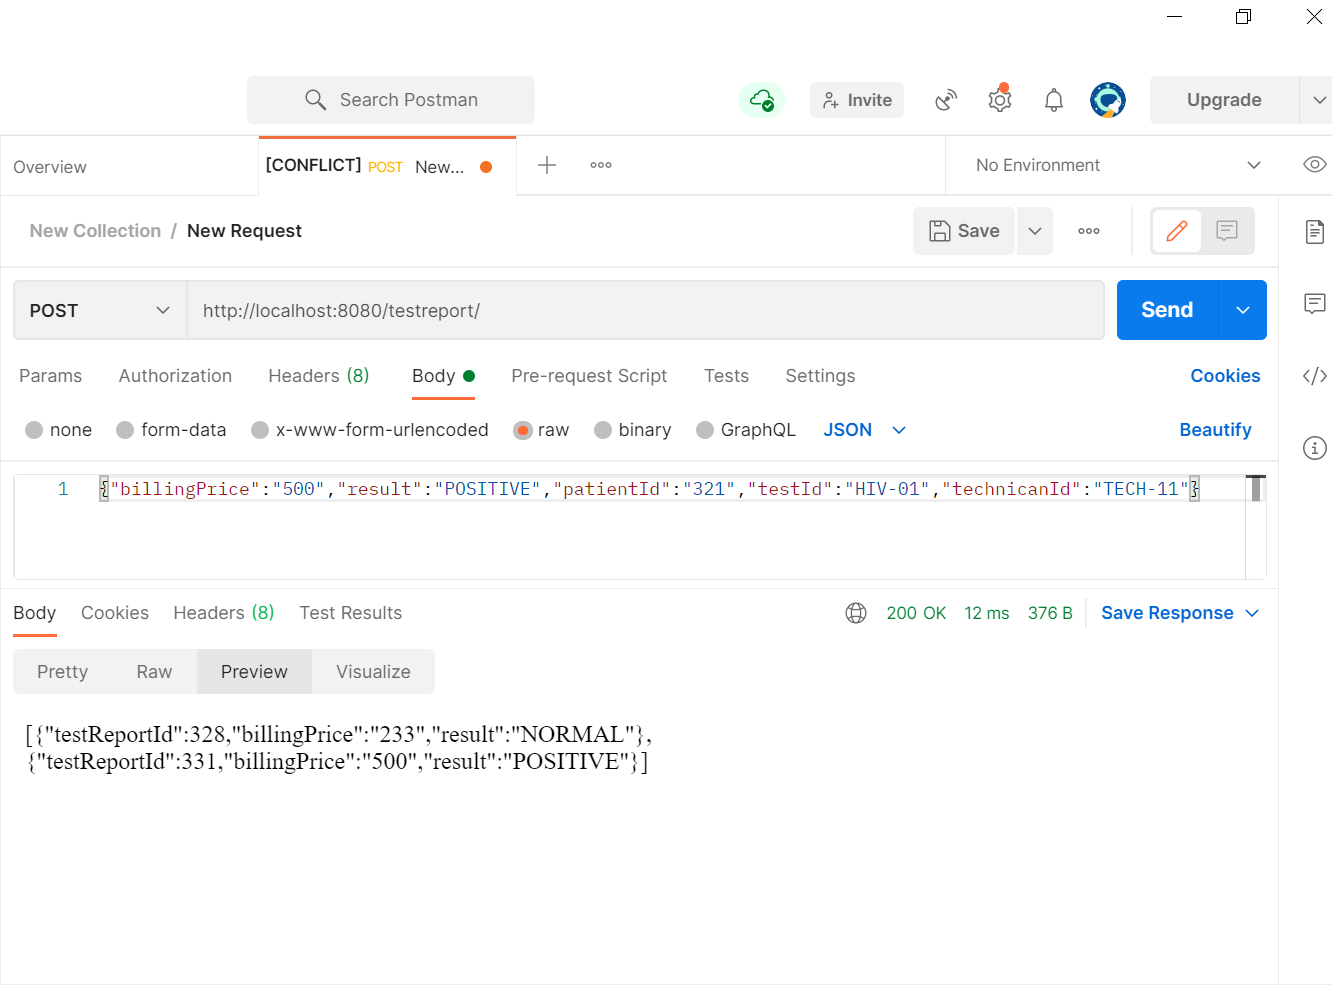 Search Postman
Invite
Upgrade
Overview
[CONFLICT] POST New...
No Environment
New Collection / New Request
Save
POST
http://localhost:8080/testreport/
Send
Params Authorization Headers (8) Body Pre-request Script Tests Settings Cookies
none form-data x-www-form-urlencoded raw binary GraphQL JSON Beautify
1 {"billingPrice":"500","result":"POSITIVE","patientId":"321","testId":"HIV-01","technicanId":"TECH-11"}
Body Cookies Headers (8) Test Results 200 OK 12 ms 376 B Save Response
Pretty Raw Preview Visualize
[{"testReportId":328,"billingPrice":"233","result":"NORMAL"},
{"testReportId":331,"billingPrice":"500","result":"POSITIVE"}]